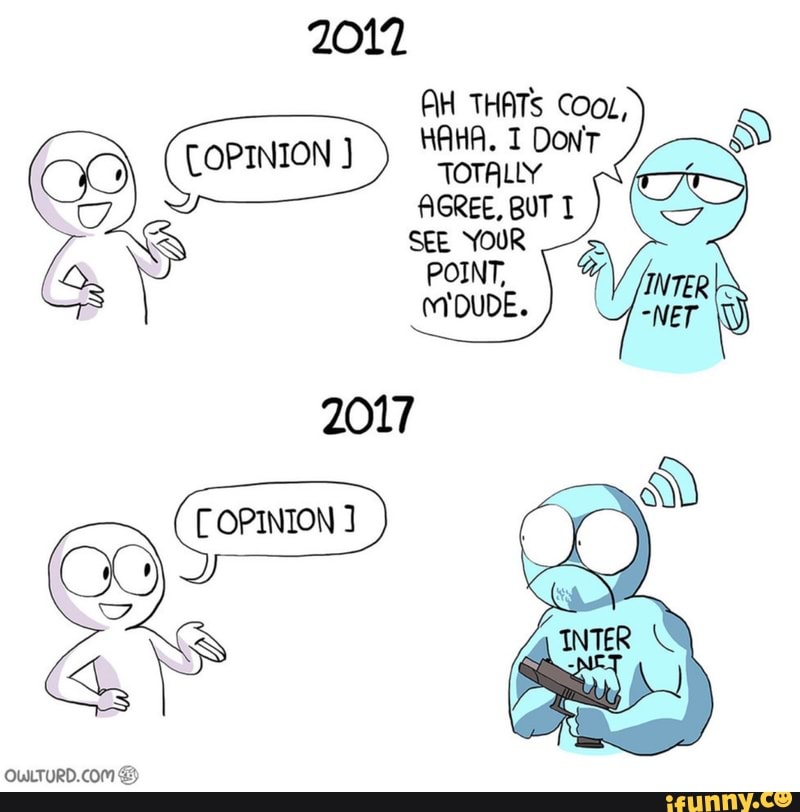 2012
[OPINION]
AH THAT'S COOL,
HAHA. I DON'T
TOTALLY
AGREE, BUT I
SEE YOUR
POINT,
M'DUDE.
INTER
-NET
2017
[OPINION]
INTER
-NET
OWLTURD.COM
ifunny.co